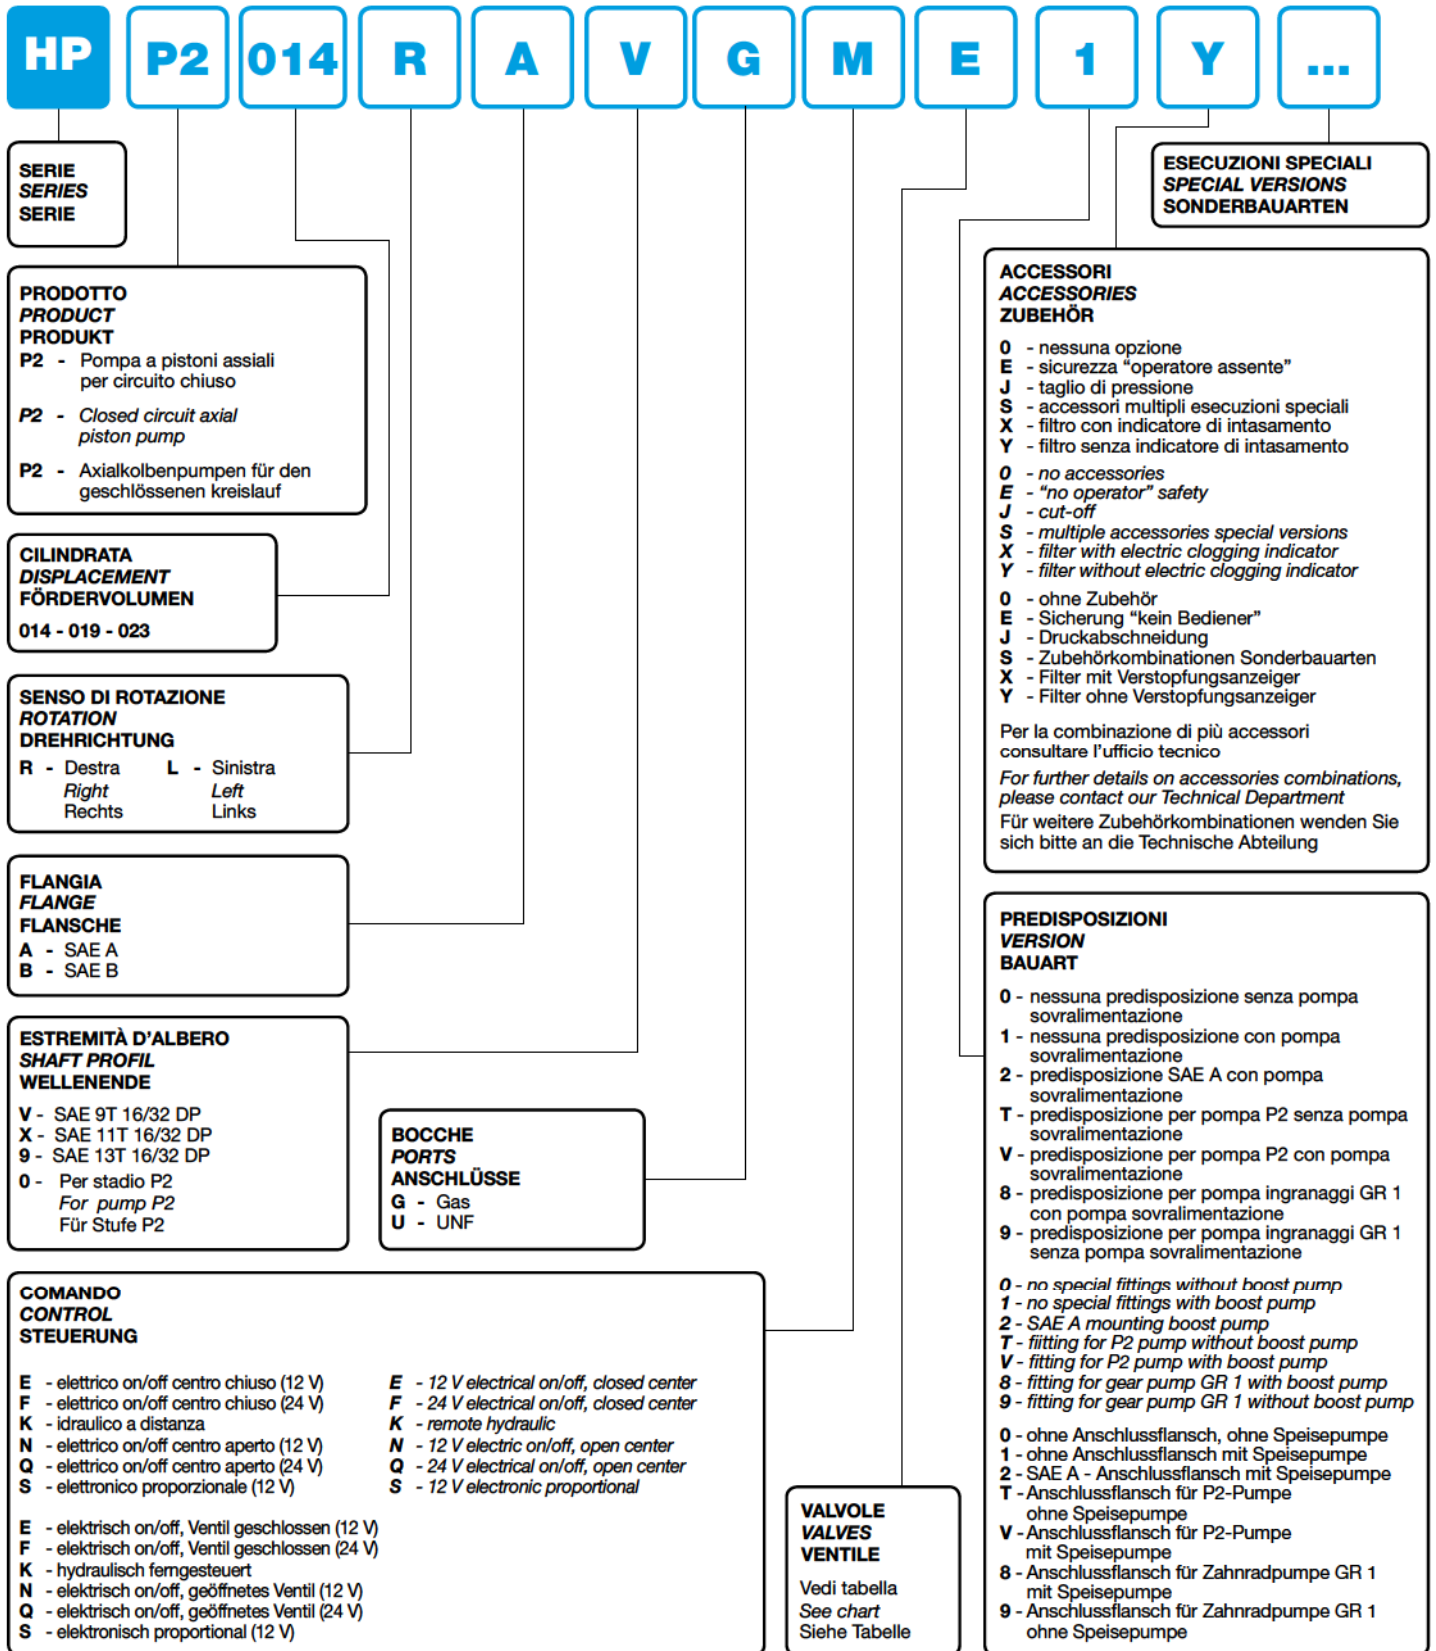 HP P2 014 R A V G M E 1 Y ...
SERIE
SERIES
SERIE
ESECUZIONI SPECIALI
SPECIAL VERSIONS
SONDERBAUARTEN
PRODOTTO
PRODUCT
PRODUKT
P2 - Pompa a pistoni assiali
per circuito chiuso
P2 - Closed circuit axial
piston pump
P2 - Axialkolbenpumpen für den
geschlössenen kreislauf
CILINDRATA
DISPLACEMENT
FÖRDERVOLUMEN
014 - 019 - 023
SENSO DI ROTAZIONE
ROTATION
DREHRICHTUNG
R - Destra L - Sinistra
Right Left
Rechts Links
FLANGIA
FLANGE
FLANSCHE
A - SAE A
B - SAE B
ESTREMITÀ D'ALBERO
SHAFT PROFIL
WELLENENDE
V - SAE 9T 16/32 DP
X - SAE 11T 16/32 DP
9 - SAE 13T 16/32 DP
0 - Per stadio P2
For pump P2
Für Stufe P2
BOCCHE
PORTS
ANSCHLÜSSE
G - Gas
U - UNF
COMANDO
CONTROL
STEUERUNG
E - elettrico on/off centro chiuso (12 V)
F - elettrico on/off centro chiuso (24 V)
K - idraulico a distanza
N - elettrico on/off centro aperto (12 V)
Q - elettrico on/off centro aperto (24 V)
S - elettronico proporzionale (12 V)
E - 12 V electrical on/off, closed center
F - 24 V electrical on/off, closed center
K - remote hydraulic
N - 12 V electric on/off, open center
Q - 24 V electrical on/off, open center
S - 12 V electronic proportional
E - elektrisch on/off, Ventil geschlossen (12 V)
F - elektrisch on/off, Ventil geschlossen (24 V)
K - hydraulisch ferngesteuert
N - elektrisch on/off, geöffnetes Ventil (12 V)
Q - elektrisch on/off, geöffnetes Ventil (24 V)
S - elektronisch proportional (12 V)
VALVOLE
VALVES
VENTILE
Vedi tabella
See chart
Siehe Tabelle
ACCESSORI
ACCESSORIES
ZUBEHÖR
0 - nessuna opzione
E - sicurezza "operatore assente"
J - taglio di pressione
S - accessori multipli esecuzioni speciali
X - filtro con indicatore di intasamento
Y - filtro senza indicatore di intasamento
0 - no accessories
E - "no operator" safety
J - cut-off
S - multiple accessories special versions
X - filter with electric clogging indicator
Y - filter without electric clogging indicator
0 - ohne Zubehör
E - Sicherung "kein Bediener"
J - Druckabschneidung
S - Zubehörkombinationen Sonderbauarten
X - Filter mit Verstopfungsanzeiger
Y - Filter ohne Verstopfungsanzeiger
Per la combinazione di più accessori
consultare l'ufficio tecnico
For further details on accessories combinations,
please contact our Technical Department
Für weitere Zubehörkombinationen wenden Sie
sich bitte an die Technische Abteilung
PREDISPOSIZIONI
VERSION
BAUART
0 - nessuna predisposizione senza pompa
sovralimentazione
1 - nessuna predisposizione con pompa
sovralimentazione
2 - predisposizione SAE A con pompa
sovralimentazione
T - predisposizione per pompa P2 senza pompa
sovralimentazione
V - predisposizione per pompa P2 con pompa
sovralimentazione
8 - predisposizione per pompa ingranaggi GR 1
con pompa sovralimentazione
9 - predisposizione per pompa ingranaggi GR 1
senza pompa sovralimentazione
0 - no special fittings without boost pump
1 - no special fittings with boost pump
2 - SAE A mounting boost pump
T - fiitting for P2 pump without boost pump
V - fitting for P2 pump with boost pump
8 - fitting for gear pump GR 1 with boost pump
9 - fitting for gear pump GR 1 without boost pump
0 - ohne Anschlussflansch, ohne Speisepumpe
1 - ohne Anschlussflansch mit Speisepumpe
2 - SAE A - Anschlussflansch mit Speisepumpe
T - Anschlussflansch für P2-Pumpe
ohne Speisepumpe
V - Anschlussflansch für P2-Pumpe
mit Speisepumpe
8 - Anschlussflansch für Zahnradpumpe GR 1
mit Speisepumpe
9 - Anschlussflansch für Zahnradpumpe GR 1
ohne Speisepumpe